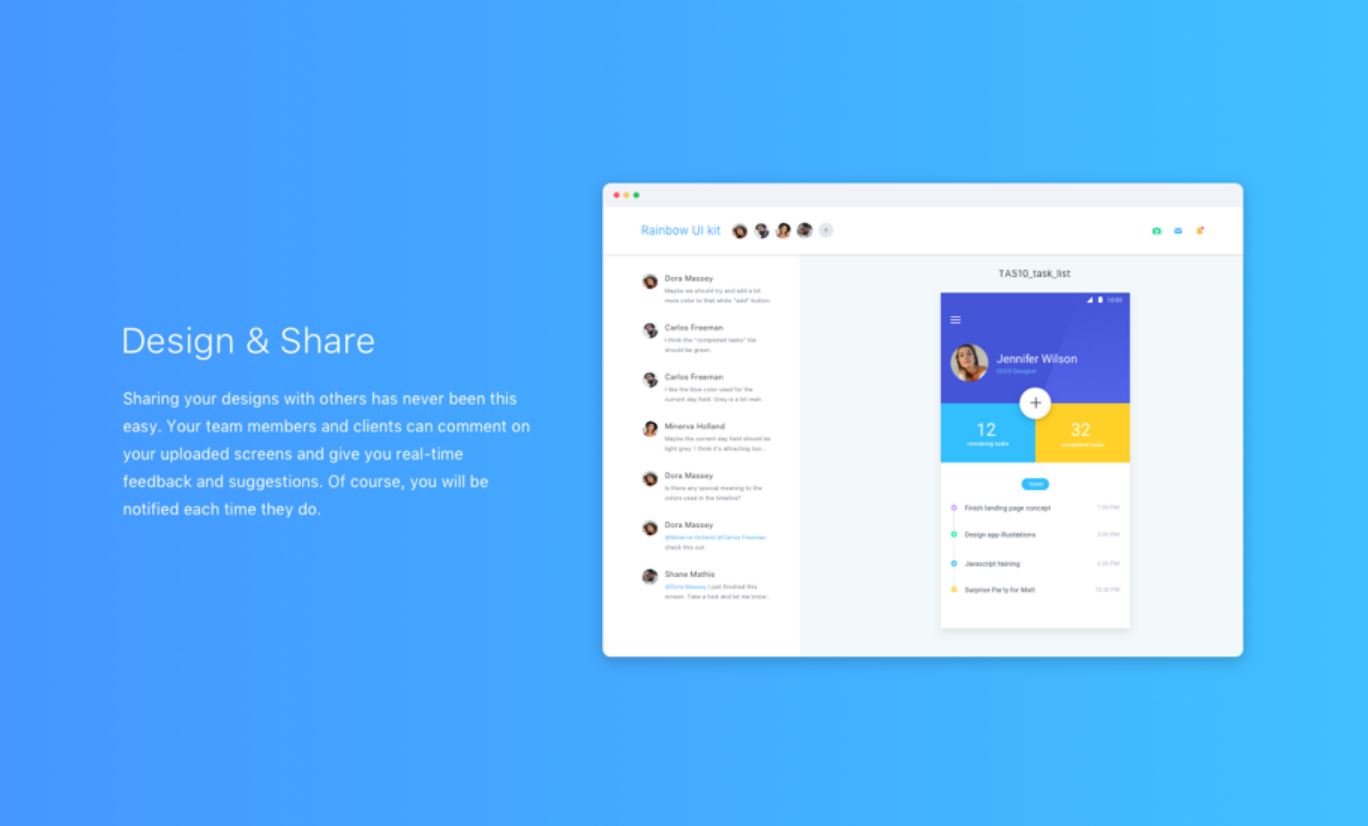 Design & Share
Sharing your designs with others has never been this
easy. Your team members and clients can comment on
your uploaded screens and give you real-time
feedback and suggestions. Of course, you will be
notified each time they do.
Rainbow UI kit
Dora Massey
Maybe we should try and add a bit
more color to that white "add" button.
Carlos Freeman
I think the "completed tasks" tile
should be green.
Carlos Freeman
I like the blue color used for the
current day field. Grey is a bit meh.
Minerva Holland
Maybe the current day field should be
light grey. I think it's attracting too...
Dora Massey
Is there any special meaning to the
colors used in the timeline?
Dora Massey
@Minerva Holland @Carlos Freeman
check this out.
Shane Mathis
@Dora Massey I just finished this
screen. Take a look and let me know...
TAS10_task_list
10:00
Jennifer Wilson
UI/UX Designer
12
remaining tasks
32
completed tasks
Finish landing page concept
1:00 PM
Design app illustrations
3:00 PM
Javascript training
4:00 PM
Surprise Party for Matt
10:30 PM